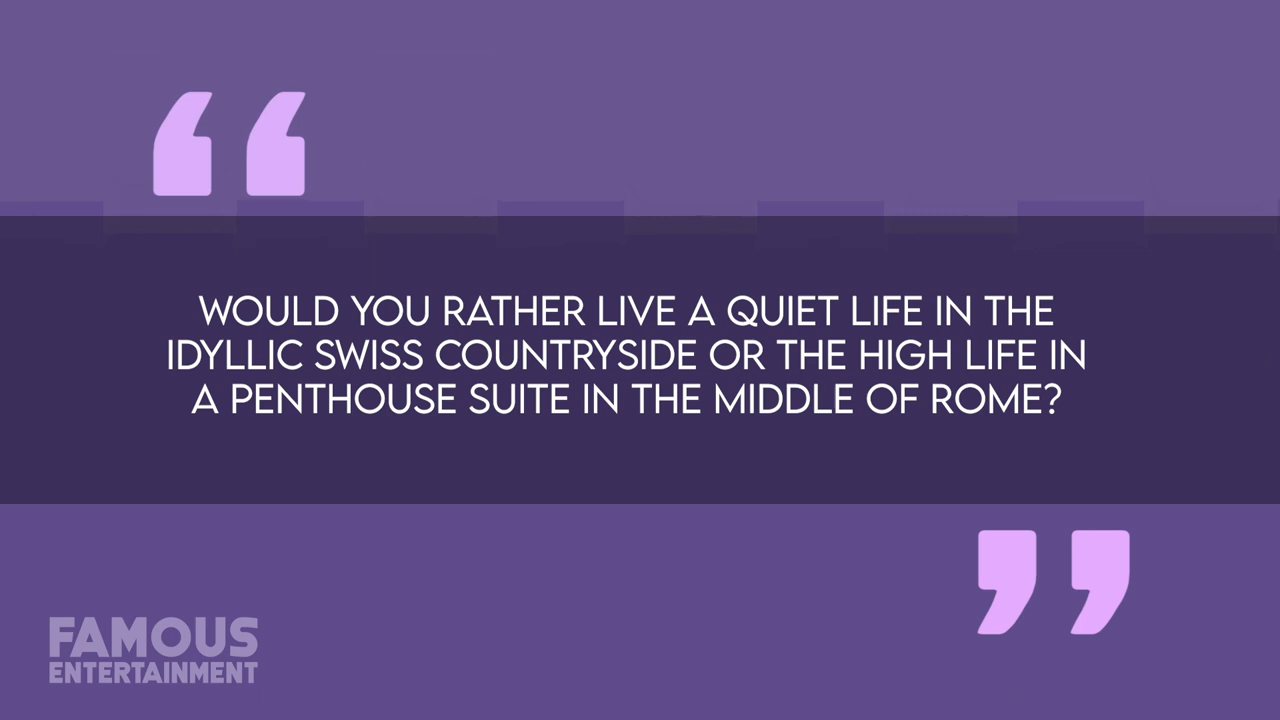 WOULD YOU RATHER LIVE A QUIET LIFE IN THE
IDYLLIC SWISS COUNTRYSIDE OR THE HIGH LIFE IN
A PENTHOUSE SUITE IN THE MIDDLE OF ROME?
FAMOUS
ENTERTAINMENT